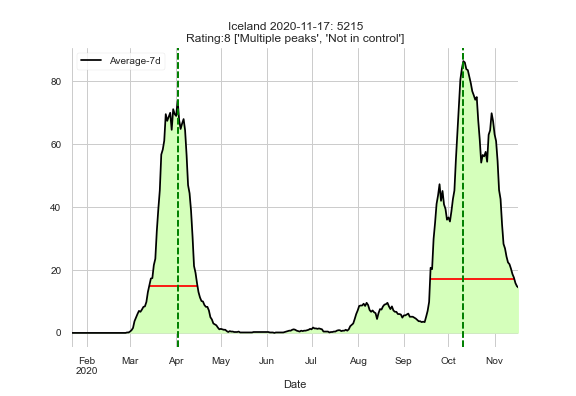 Iceland 2020-11-17: 5215
Rating:8 ['Multiple peaks', 'Not in control']
Average-7d
80
60
40
20
0
Feb Mar Apr May Jun Jul Aug Sep Oct Nov
2020
Date